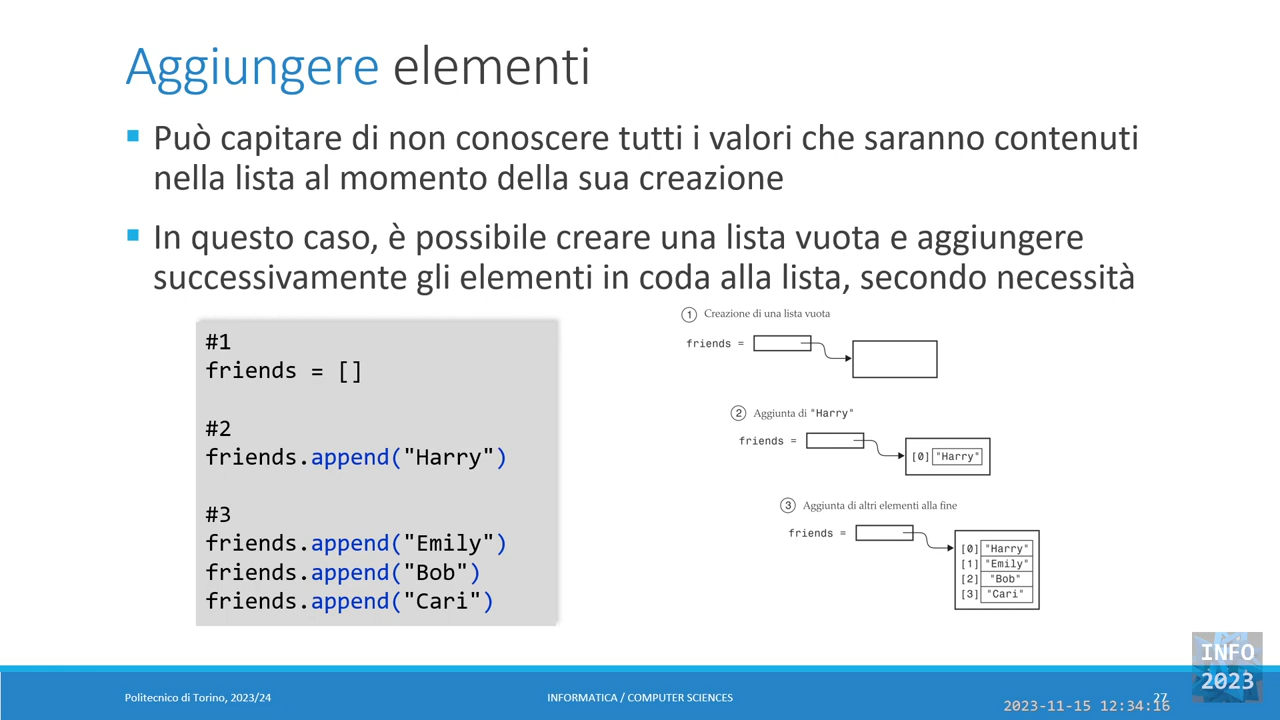 Aggiungere elementi
Può capitare di non conoscere tutti i valori che saranno contenuti
nella lista al momento della sua creazione
In questo caso, è possibile creare una lista vuota e aggiungere
successivamente gli elementi in coda alla lista, secondo necessità
#1
friends = []
#2
friends.append("Harry")
#3
friends.append("Emily")
friends.append("Bob")
friends.append("Cari")
1 Creazione di una lista vuota
friends =
2 Aggiunta di "Harry"
friends =
[0] "Harry"
3 Aggiunta di altri elementi alla fine
friends =
[0] "Harry"
[1] "Emily"
[2] "Bob"
[3] "Cari"
Politecnico di Torino, 2023/24
INFORMATICA / COMPUTER SCIENCES
27
INFO
2023
2023-11-15 12:34:16